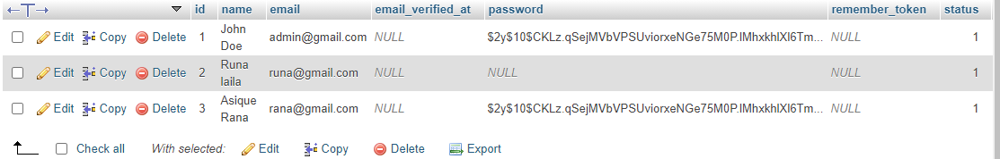 id name email email_verified_at password remember_token status
Edit Copy Delete 1 John Doe admin@gmail.com NULL $2y$10$CKLz.qSejMVbVPSUviorxeNGe75M0P.IMhxkhlXl6Tm... NULL 1
Edit Copy Delete 2 Runa laila runa@gmail.com NULL NULL NULL 1
Edit Copy Delete 3 Asique Rana rana@gmail.com NULL $2y$10$CKLz.qSejMVbVPSUviorxeNGe75M0P.IMhxkhlXl6Tm... NULL 1
Check all With selected: Edit Copy Delete Export